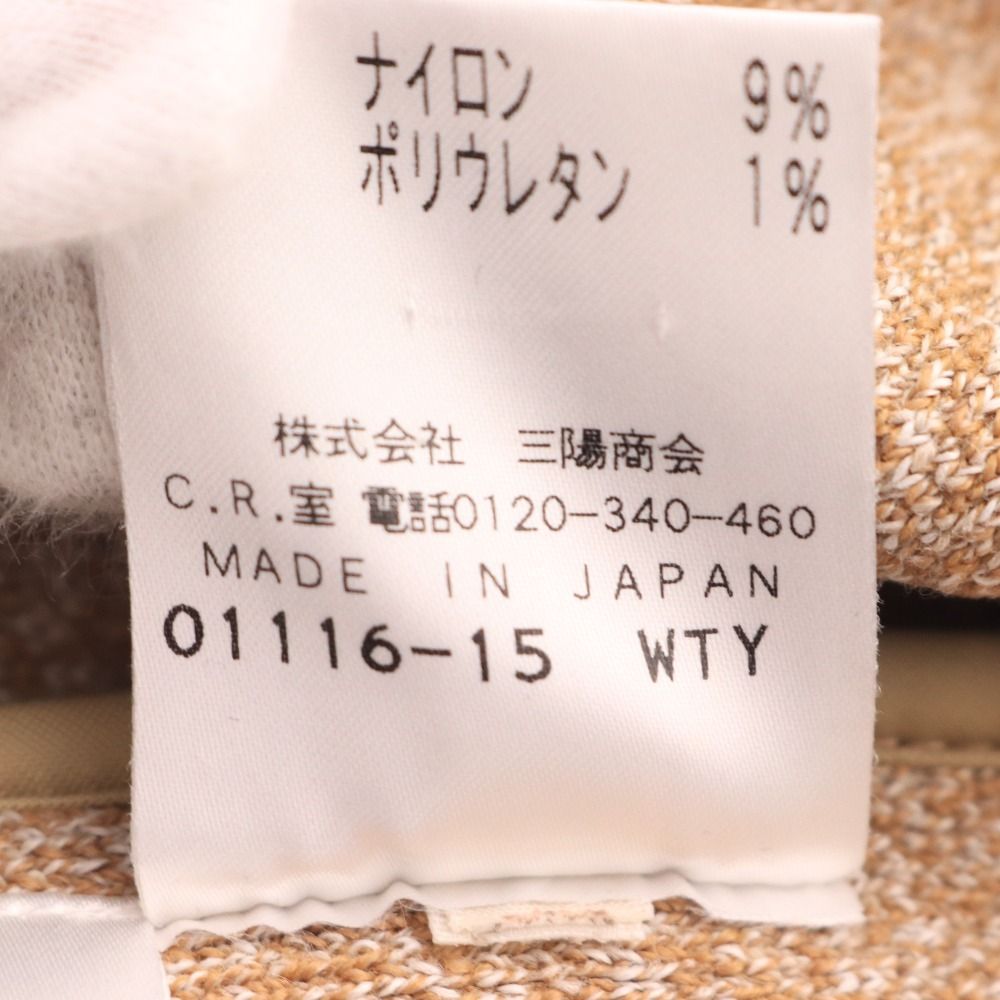 ナイロン 9%
ポリウレタン 1%
株式会社 三陽商会
C.R.室 電話0120-340-460
MADE IN JAPAN
01116-15 WTY